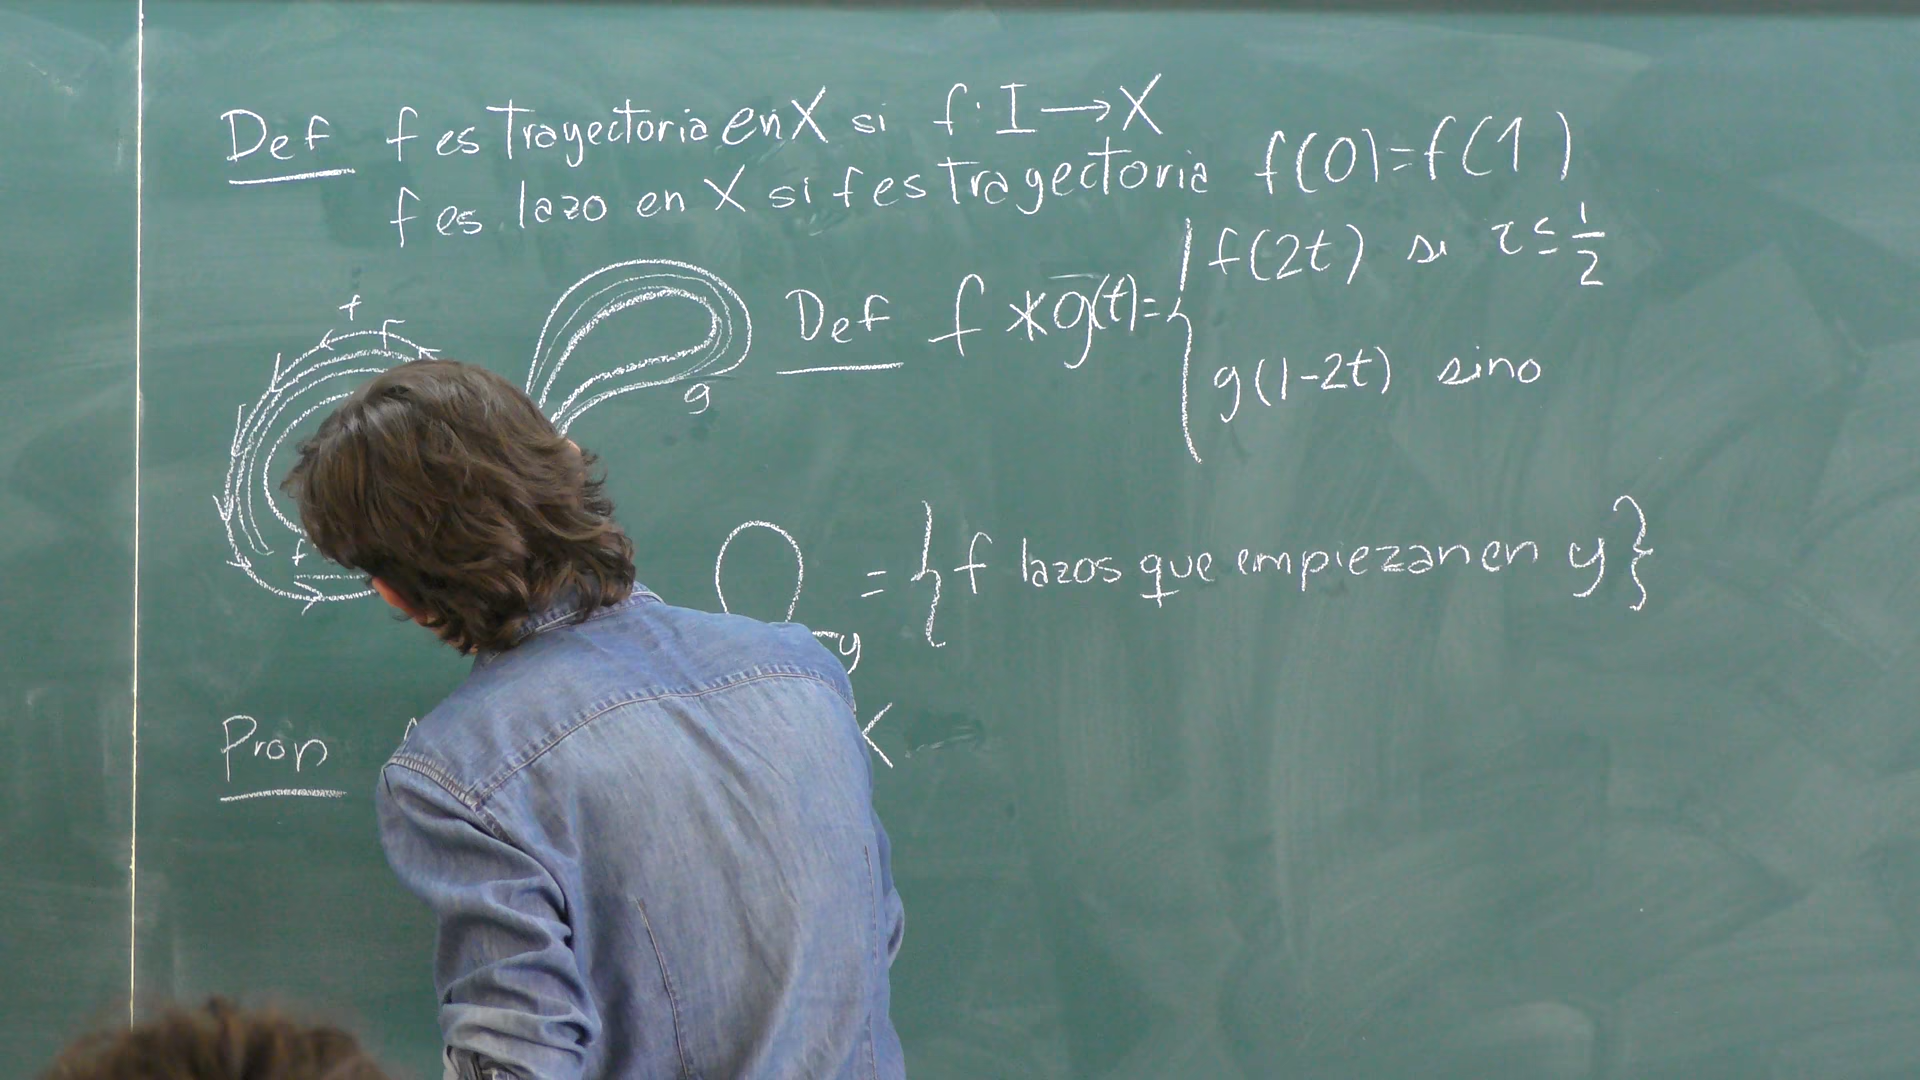 Def f es Trayectoria en X si f: I → X
f es lazo en X si f es Trayectoria f(0)=f(1)
Def f * g(t) = { f(2t) si t ≤ 1/2
g(1-2t) sino
f
f
g
f
= { f lazos que empiezan en y }
y
Prop